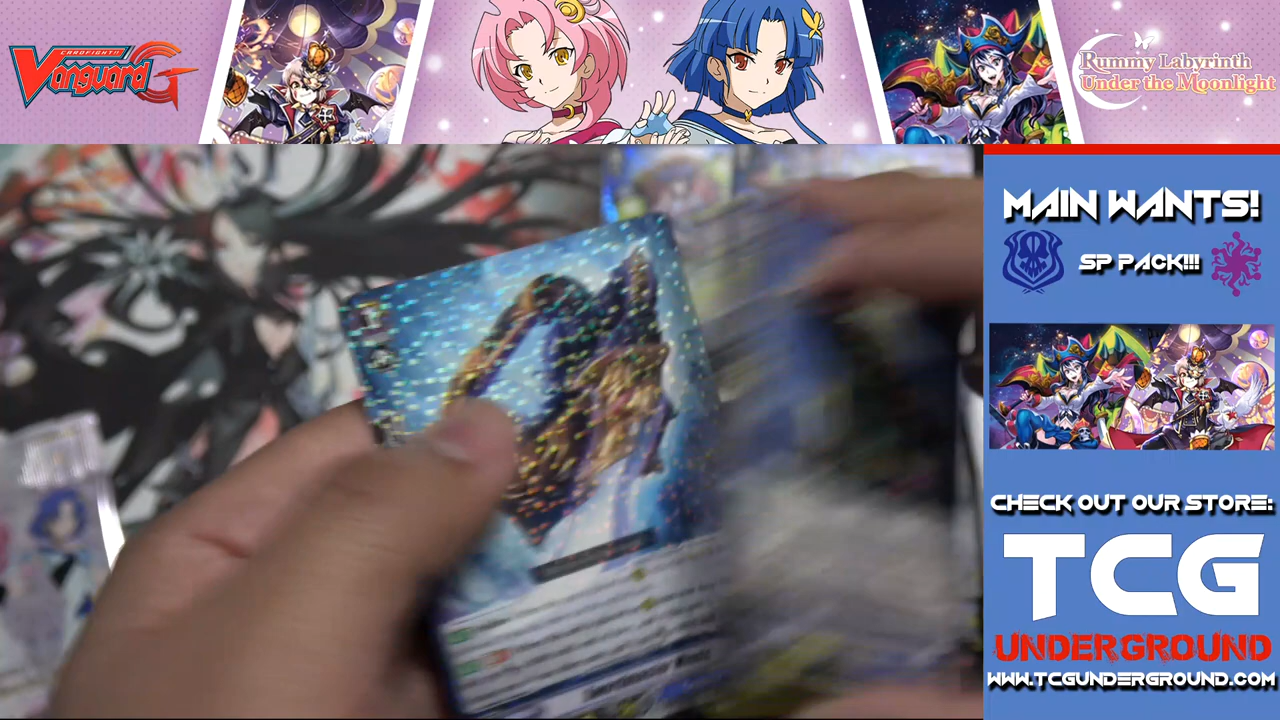 CARDFIGHT!!
VanguardG
Rummy Labyrinth
Under the Moonlight
MAIN WANTS!
SP PACK!!!
CHECK OUT OUR STORE:
TCG
UNDERGROUND
WWW.TCGUNDERGROUND.COM